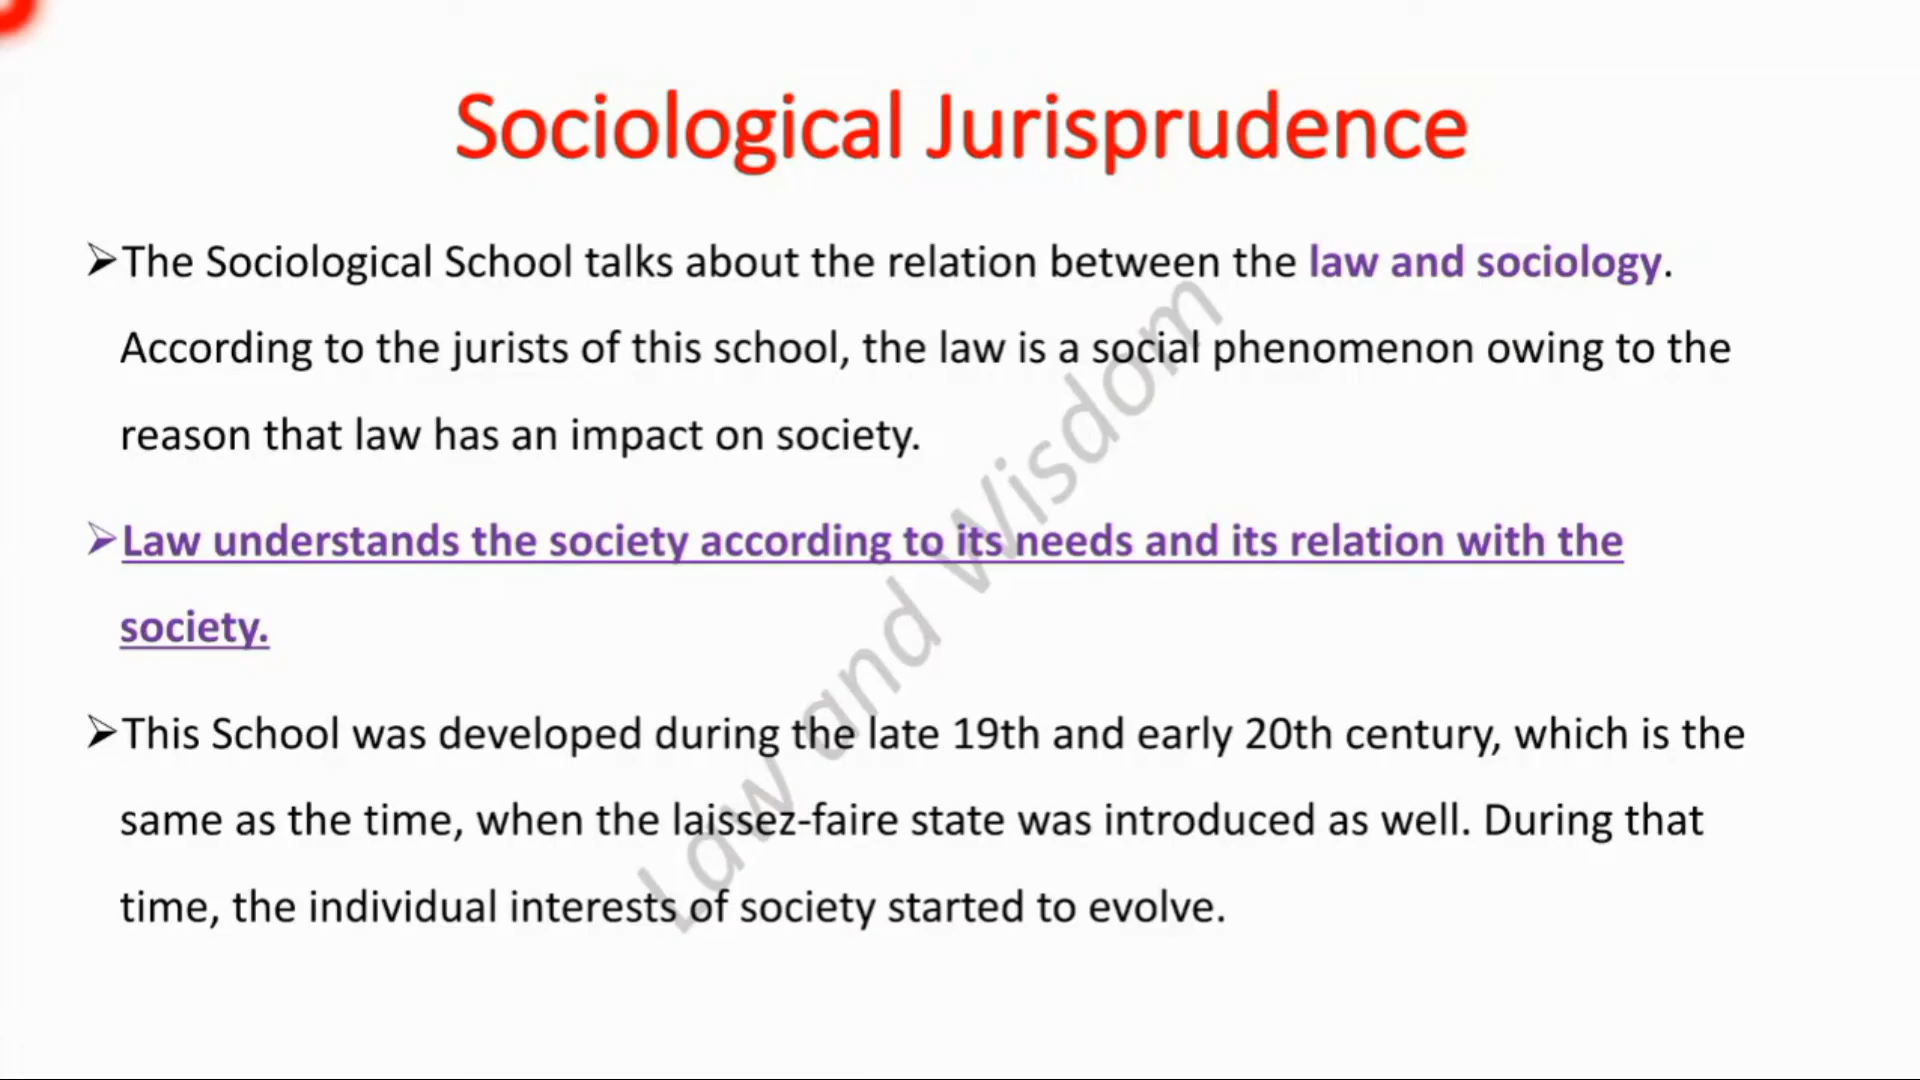 Sociological Jurisprudence
➢The Sociological School talks about the relation between the law and sociology.
According to the jurists of this school, the law is a social phenomenon owing to the
reason that law has an impact on society.
➢Law understands the society according to its needs and its relation with the
society.
➢This School was developed during the late 19th and early 20th century, which is the
same as the time, when the laissez-faire state was introduced as well. During that
time, the individual interests of society started to evolve.
Law and Wisdom